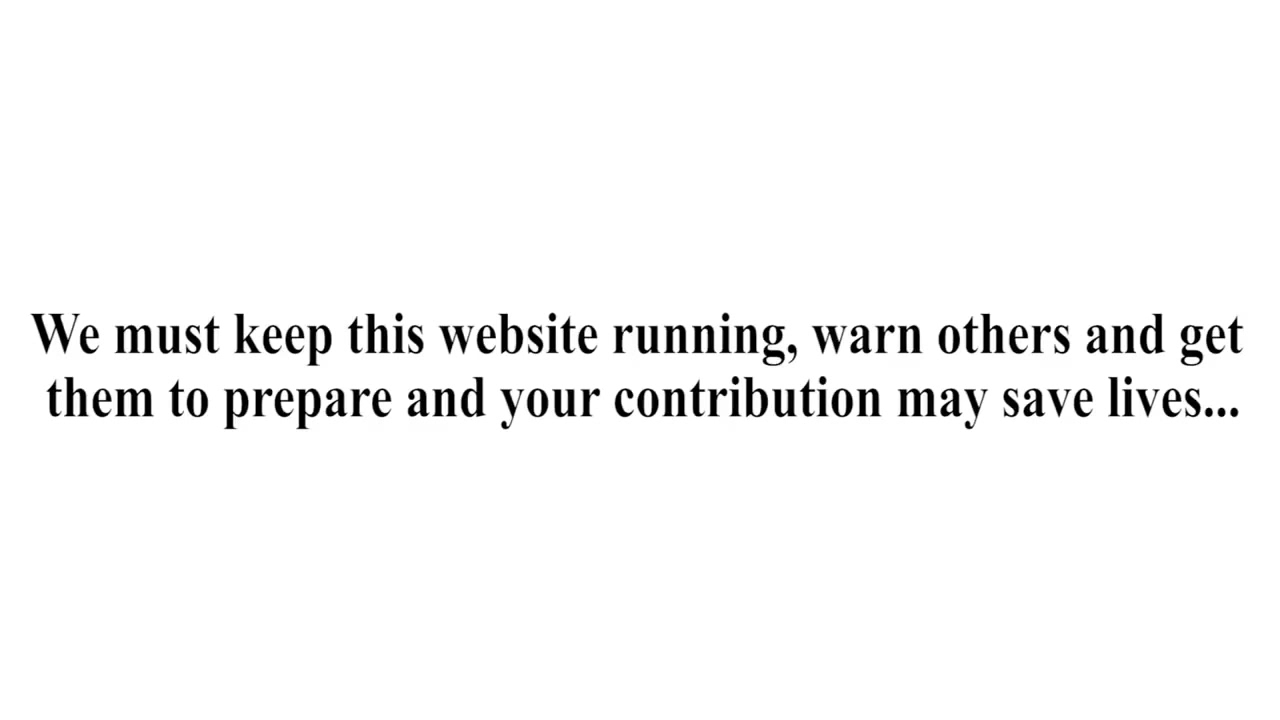 We must keep this website running, warn others and get
them to prepare and your contribution may save lives...